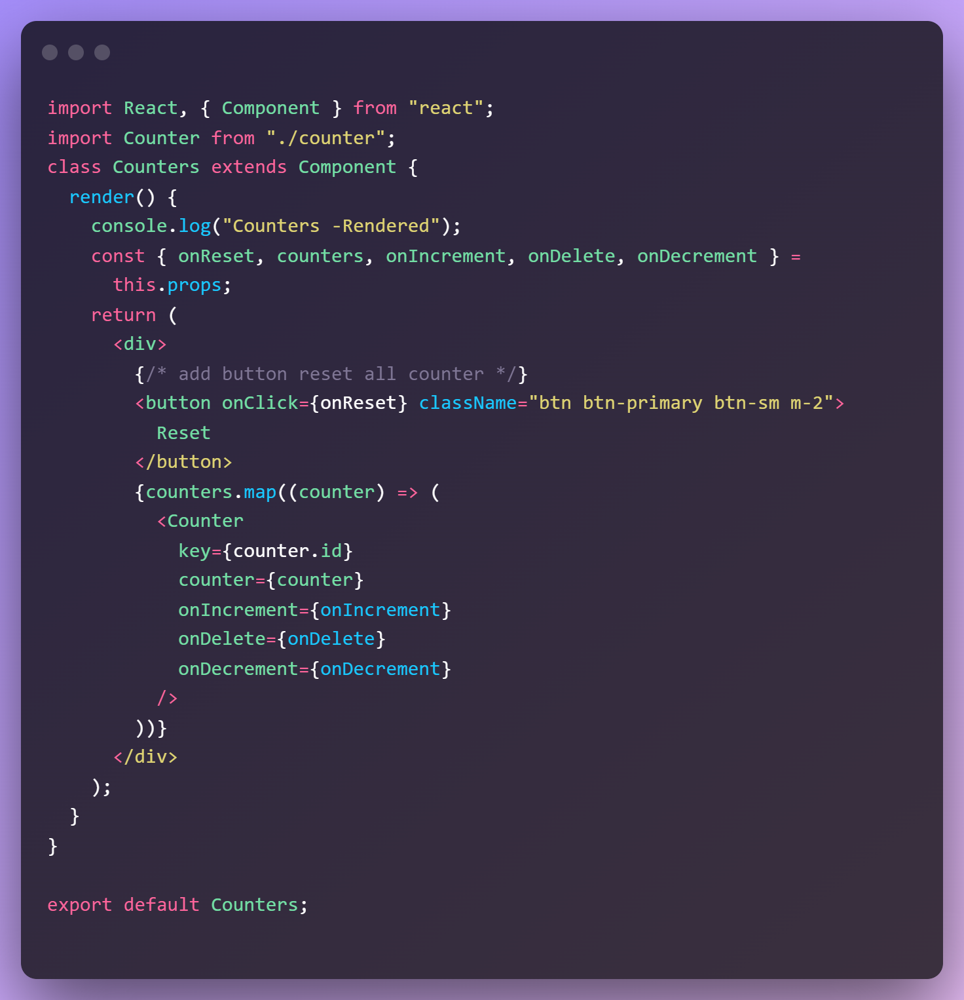 import React, { Component } from "react";
import Counter from "./counter";
class Counters extends Component {
  render() {
    console.log("Counters -Rendered");
    const { onReset, counters, onIncrement, onDelete, onDecrement } =
      this.props;
    return (
      <div>
        {/* add button reset all counter */}
        <button onClick={onReset} className="btn btn-primary btn-sm m-2">
          Reset
        </button>
        {counters.map((counter) => (
          <Counter
            key={counter.id}
            counter={counter}
            onIncrement={onIncrement}
            onDelete={onDelete}
            onDecrement={onDecrement}
          />
        ))}
      </div>
    );
  }
}

export default Counters;